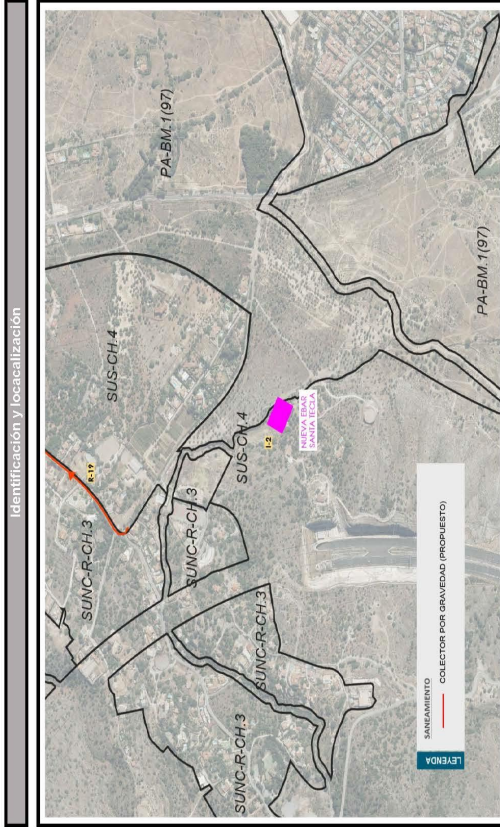 Identificación y locacalización
PA-BM.1(97)
SUS-CH.4
R-19
SUNC-R-CH.3
SUNC-R-CH.3
SUS-CH.4
I-2
NUEVA EBAR
SANTA TECLA
PA-BM.1(97)
SUNC-R-CH.3
SUNC-R-CH.3
LEYENDA
SANEAMIENTO
COLECTOR POR GRAVEDAD (PROPUESTO)